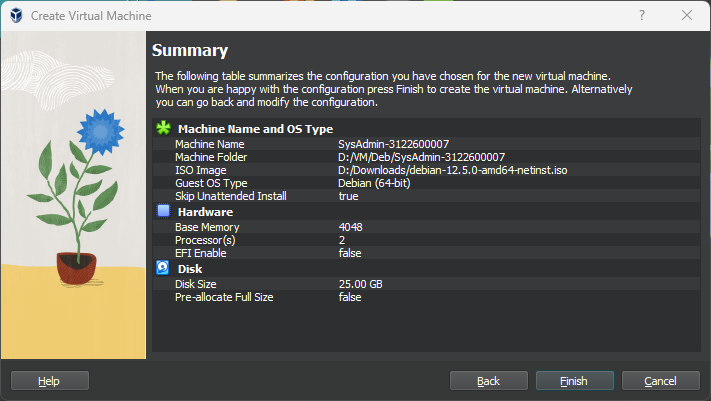 Create Virtual Machine
?
Summary
The following table summarizes the configuration you have chosen for the new virtual machine.
When you are happy with the configuration press Finish to create the virtual machine. Alternatively
you can go back and modify the configuration.
Machine Name and OS Type
Machine Name SysAdmin-3122600007
Machine Folder D:/VM/Deb/SysAdmin-3122600007
ISO Image D:/Downloads/debian-12.5.0-amd64-netinst.iso
Guest OS Type Debian (64-bit)
Skip Unattended Install true
Hardware
Base Memory 4048
Processor(s) 2
EFI Enable false
Disk
Disk Size 25.00 GB
Pre-allocate Full Size false
Help Back Finish Cancel